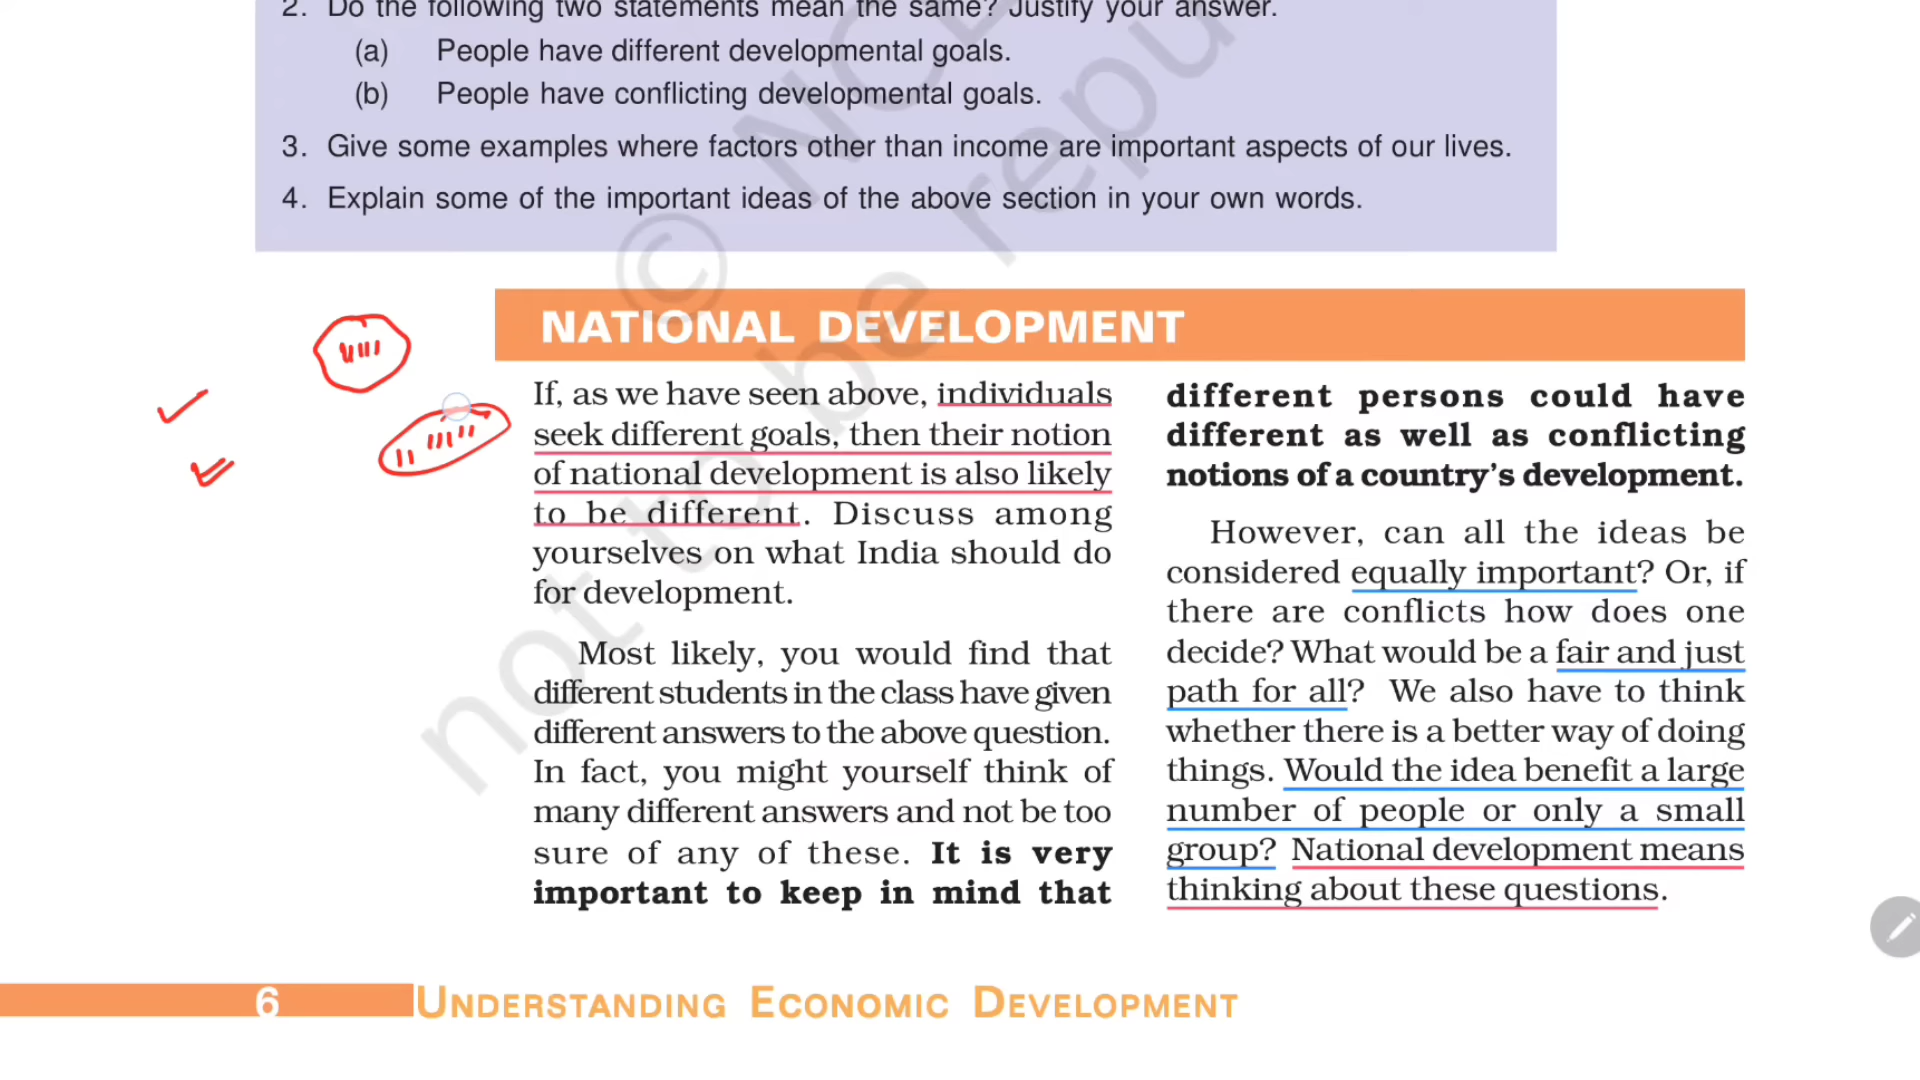 2. Do the following two statements mean the same? Justify your answer.
(a) People have different developmental goals.
(b) People have conflicting developmental goals.
3. Give some examples where factors other than income are important aspects of our lives.
4. Explain some of the important ideas of the above section in your own words.
NATIONAL DEVELOPMENT
If, as we have seen above, individuals
seek different goals, then their notion
of national development is also likely
to be different. Discuss among
yourselves on what India should do
for development.
Most likely, you would find that
different students in the class have given
different answers to the above question.
In fact, you might yourself think of
many different answers and not be too
sure of any of these. It is very
important to keep in mind that
different persons could have
different as well as conflicting
notions of a country's development.
However, can all the ideas be
considered equally important? Or, if
there are conflicts how does one
decide? What would be a fair and just
path for all? We also have to think
whether there is a better way of doing
things. Would the idea benefit a large
number of people or only a small
group? National development means
thinking about these questions.
6 UNDERSTANDING ECONOMIC DEVELOPMENT
© NCE
not to be repu